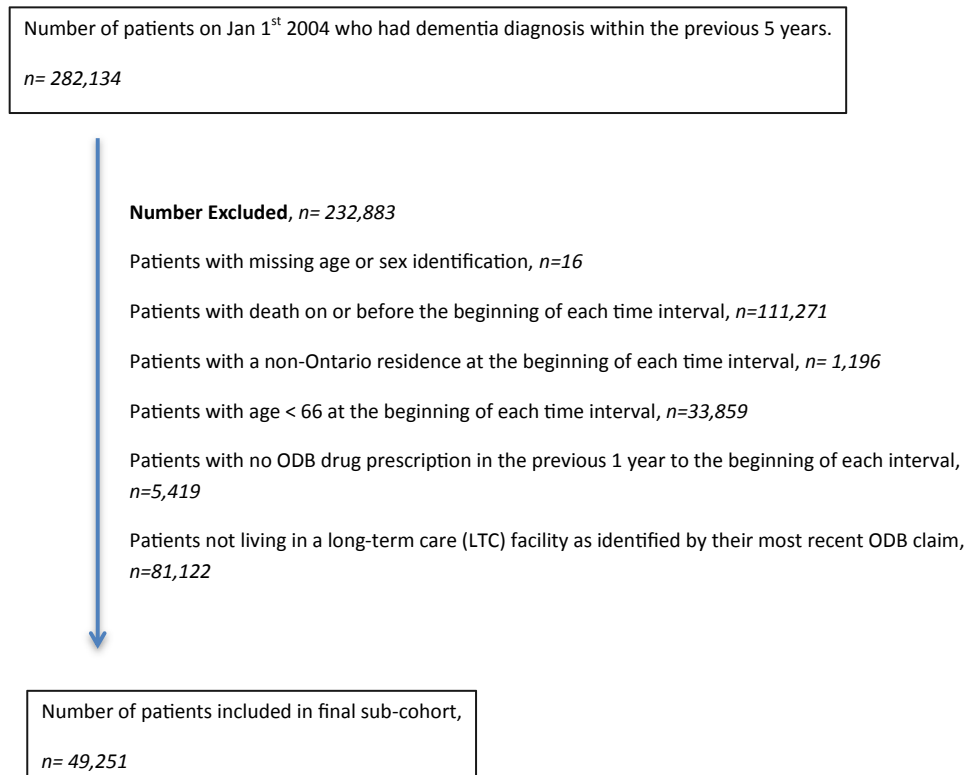 Number of patients on Jan 1st 2004 who had dementia diagnosis within the previous 5 years.
n= 282,134
Number Excluded, n= 232,883
Patients with missing age or sex identification, n=16
Patients with death on or before the beginning of each time interval, n=111,271
Patients with a non-Ontario residence at the beginning of each time interval, n= 1,196
Patients with age < 66 at the beginning of each time interval, n=33,859
Patients with no ODB drug prescription in the previous 1 year to the beginning of each interval,
n=5,419
Patients not living in a long-term care (LTC) facility as identified by their most recent ODB claim,
n=81,122
Number of patients included in final sub-cohort,
n= 49,251